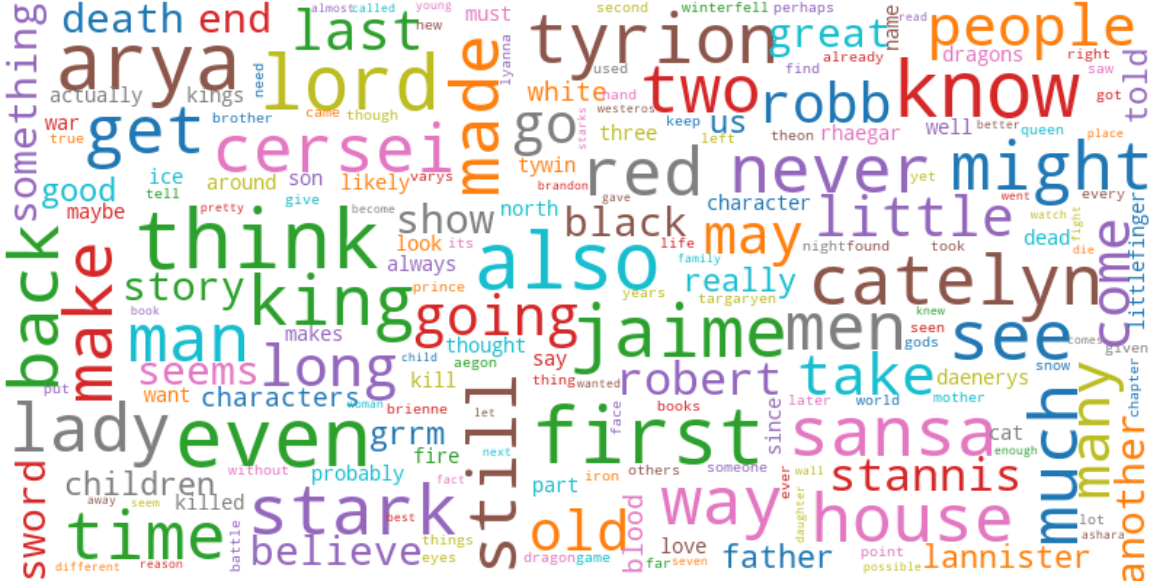 something
death
end
almost
called
young
last
new
must
second
winterfell
perhaps
name
read
people
arya
lord
need
made
lyanna
tyrion
great
already
dragons
right
saw
told
actually
kings
used
find
know
got
war
true
get
brother
came
though
white
hand
westeros
two
robb
go
starks
three
keep
us
left
theon
rhaegar
well
better
queen
place
cersei
tywin
red
never
yet
might
good
ice
tell
around
son
give
likely
varys
brandon
gave
character
went
every
maybe
pretty
become
show
north
black
little
watch
fight
littlefinger
back
make
think
look
its
always
also
life
may
night
found
took
dead
die
come
family
story
king
prince
really
catelyn
book
years
targaryen
going
jaime
men
knew
seen
gods
see
comes
given
man
makes
long
thought
child
aegon
say
seems
kill
thing
wanted
robert
take
daenerys
snow
chapter
put
want
characters
woman
brienne
let
still
books
face
since
later
world
mother
much
many
lady
even
grrm
first
sansa
cat
enough
another
fire
next
sword
children
without
probably
fact
part
iron
others
someone
ever
wall
stannis
away
seem
killed
stark
best
old
blood
way
daughter
house
lot
ashara
time
battle
believe
things
eyes
dragon
game
love
far
seven
father
point
possible
lannister
different
reason